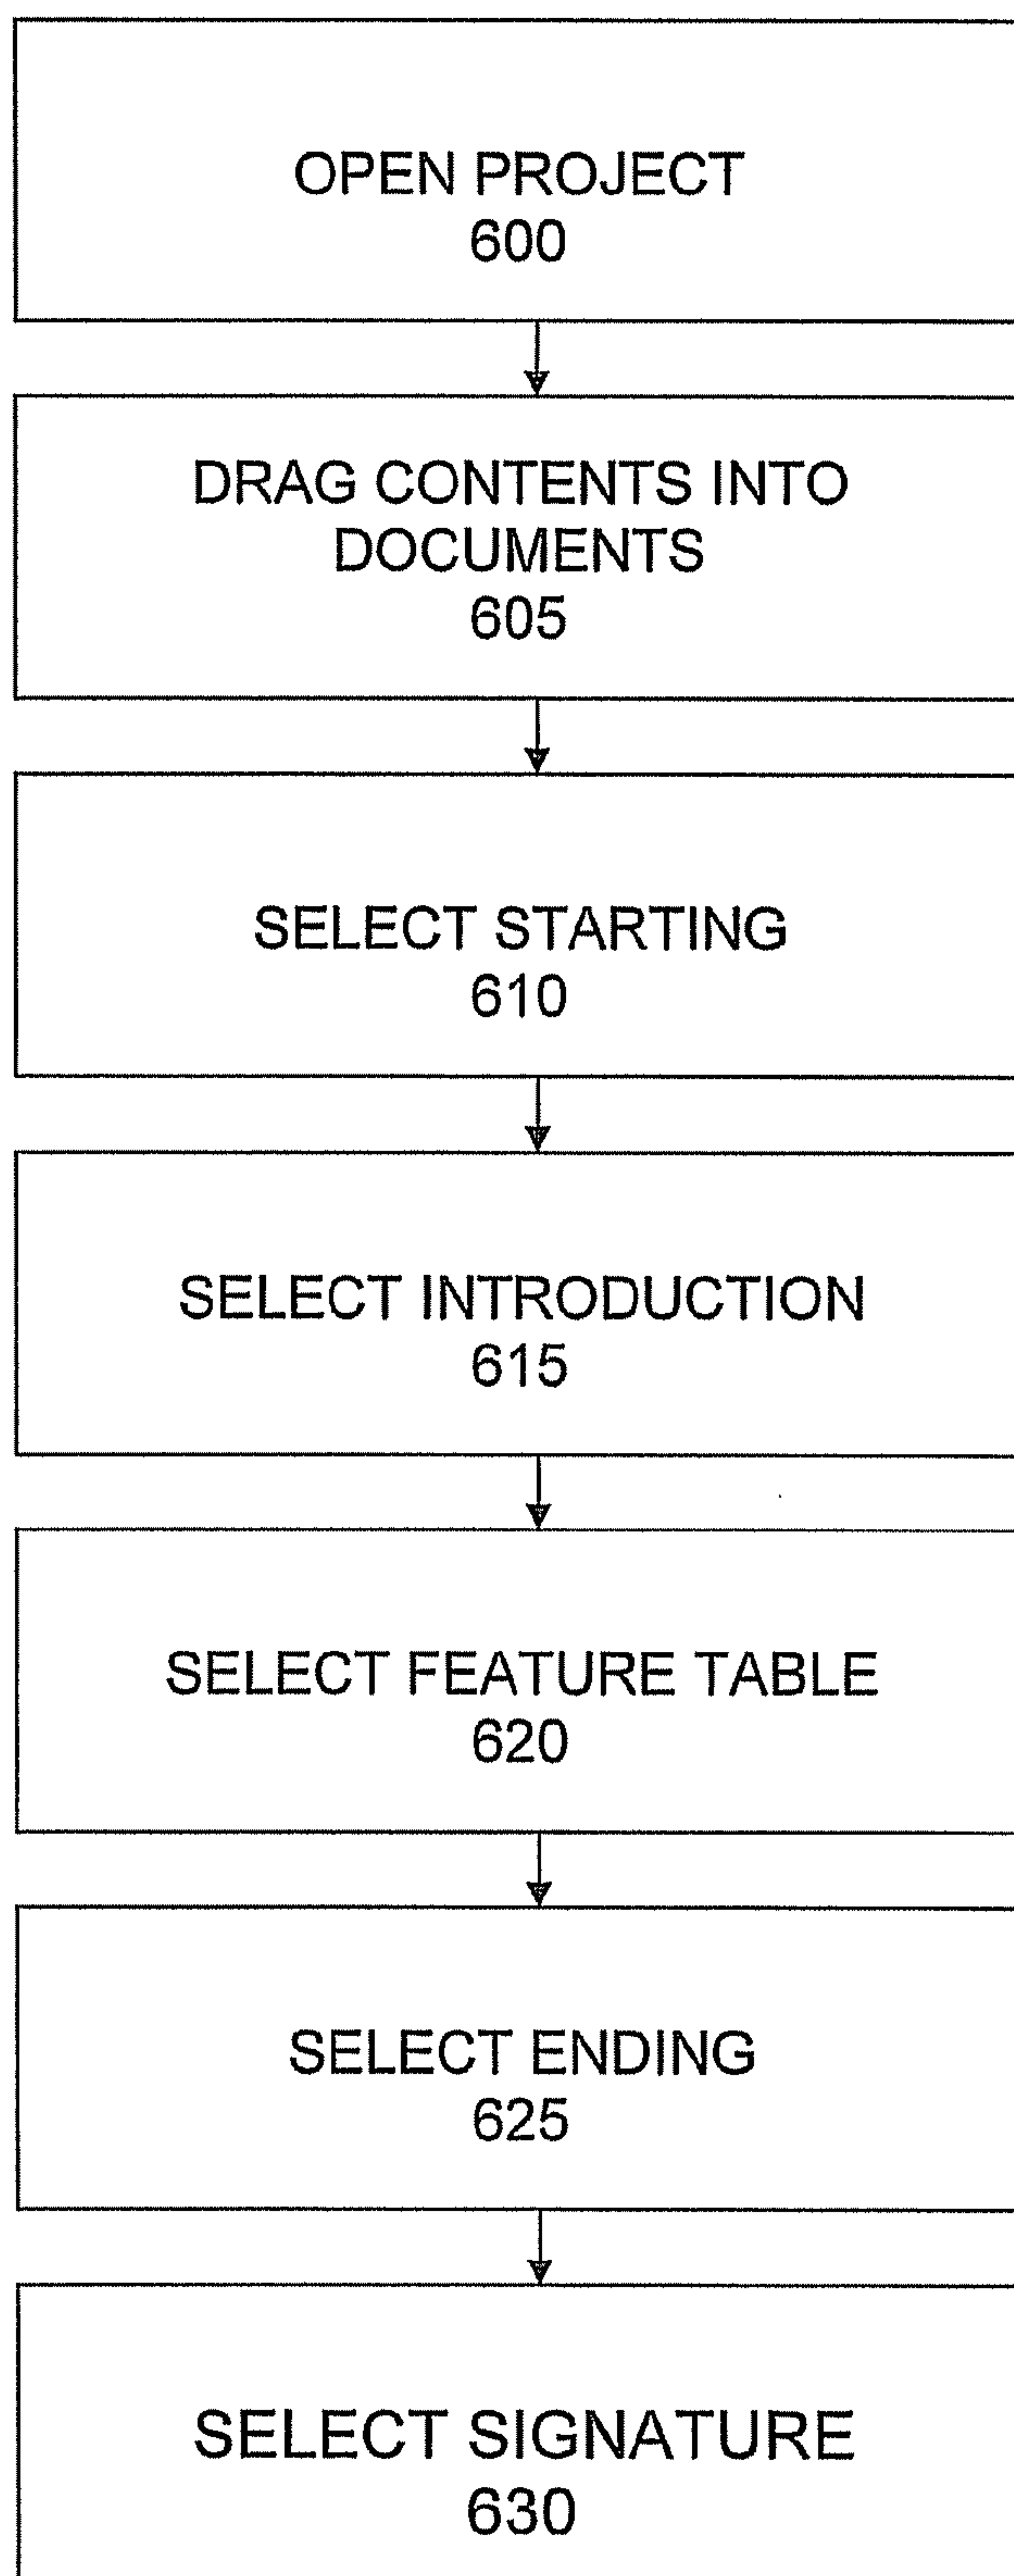 OPEN PROJECT
600
DRAG CONTENTS INTO
DOCUMENTS
605
SELECT STARTING
610
SELECT INTRODUCTION
615
SELECT FEATURE TABLE
620
SELECT ENDING
625
SELECT SIGNATURE
630